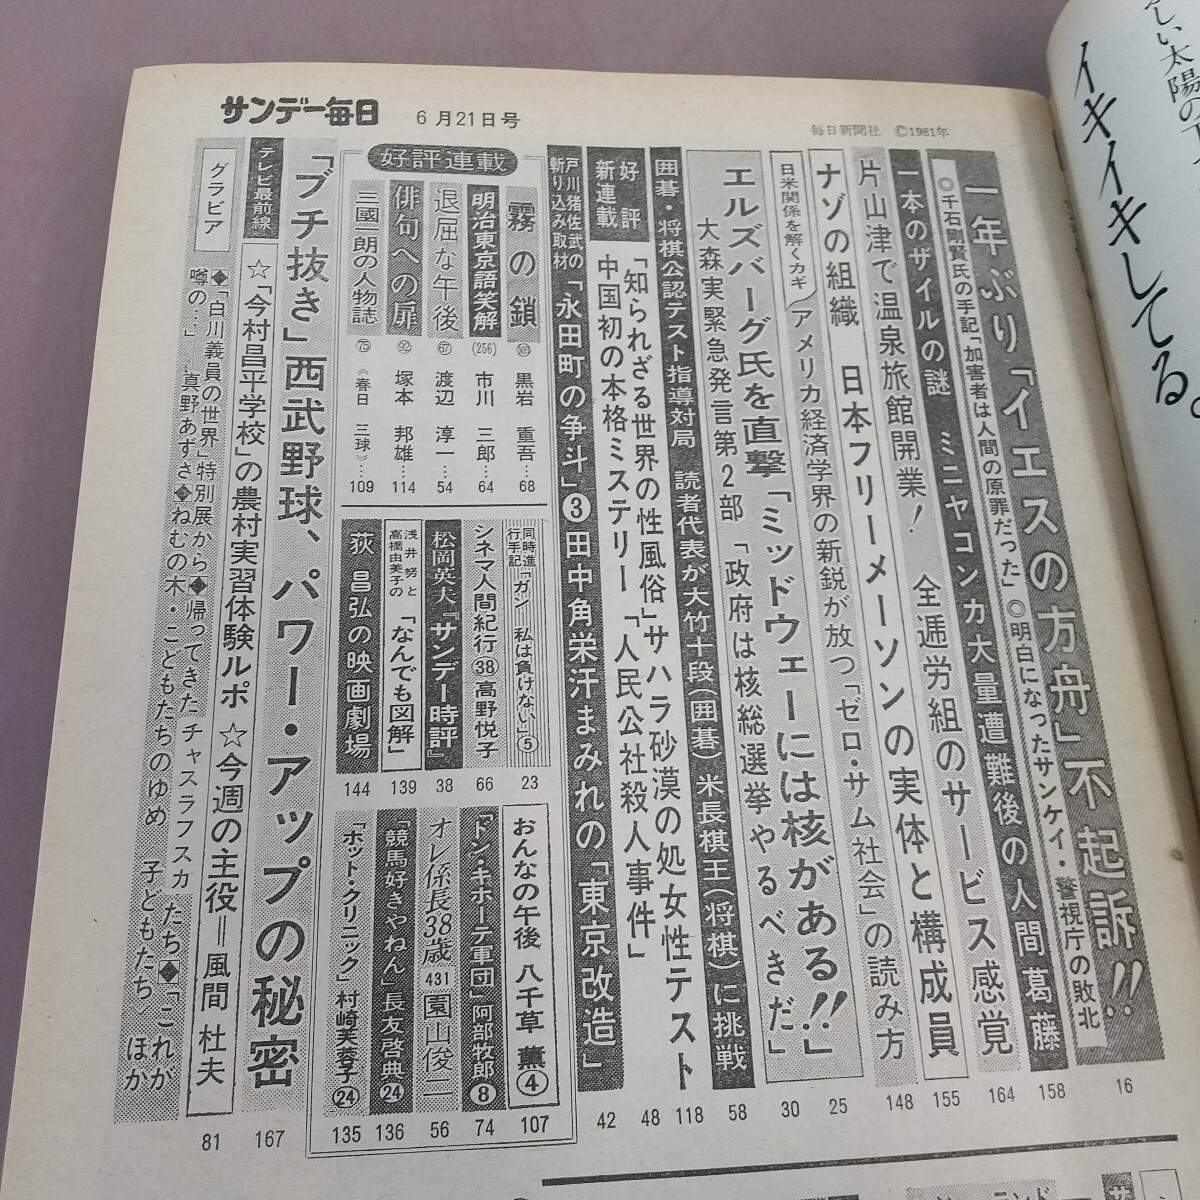 しい太陽の下
イキイキしてる。
サンデー毎日
6月21日号
毎日新聞社 ©1981年
一年ぶり「イエスの方舟」不起訴!!
◎千石剛賢氏の手記「加害者は人間の原罪だった」◎明白になったサンケイ・警視庁の敗北
16
一本のザイルの謎 ミニヤコンカ大量遭難後の人間葛藤
158
片山津で温泉旅館開業! 全逓労組のサービス感覚
164
ナゾの組織 日本フリーメーソンの実体と構成員
155
日米関係を解くカギ アメリカ経済学界の新鋭が放つ「ゼロ・サム社会」の読み方
148
エルズバーグ氏を直撃「ミッドウェーには核がある!!」
25
大森実緊急発言第2部 「政府は核総選挙やるべきだ」
30
囲碁・将棋公認テスト指導対局 読者代表が大竹十段(囲碁)米長棋王(将棋)に挑戦
58
好評新連載
「知られざる世界の性風俗」サハラ砂漠の処女性テスト
118
中国初の本格ミステリー「人民公社殺人事件」
48
戸川猪佐武の斬り込み取材「永田町の争斗」③田中角栄汗まみれの「東京改造」
42
好評連載
霧の鎖 503 黒岩 重吾…68
明治東京語笑解 (256) 市川 三郎…64
退屈な午後 67 渡辺 淳一…54
俳句への扉 92 塚本 邦雄…114
三國一朗の人物誌 75 《春日 三球》…109
同時進行手記「ガン 私は負けない」⑤
23
シネマ人間紀行 38 高野悦子
66
松岡英夫「サンデー時評」
38
浅井努と高橋由美子の「なんでも図解」
139
荻昌弘の映画劇場
144
おんなの午後 八千草 薫④
107
「ドン・キホーテ軍団」阿部牧郎⑧
74
オレ係長38歳 431 園山俊二
56
「競馬好きやねん」長友啓典 24
136
「ホット・クリニック」村崎芙蓉子 24
135
「ブチ抜き」西武野球、パワー・アップの秘密
167
テレビ最前線
☆「今村昌平学校」の農村実習体験ルポ ☆今週の主役=風間 杜夫
81
グラビア
◆「白川義員の世界」特別展から◆帰ってきたチャスラフスカたち◆「これが
噂の…」 真野あずさ◆ねむの木・こどもたちのゆめ 子どもたち ほか